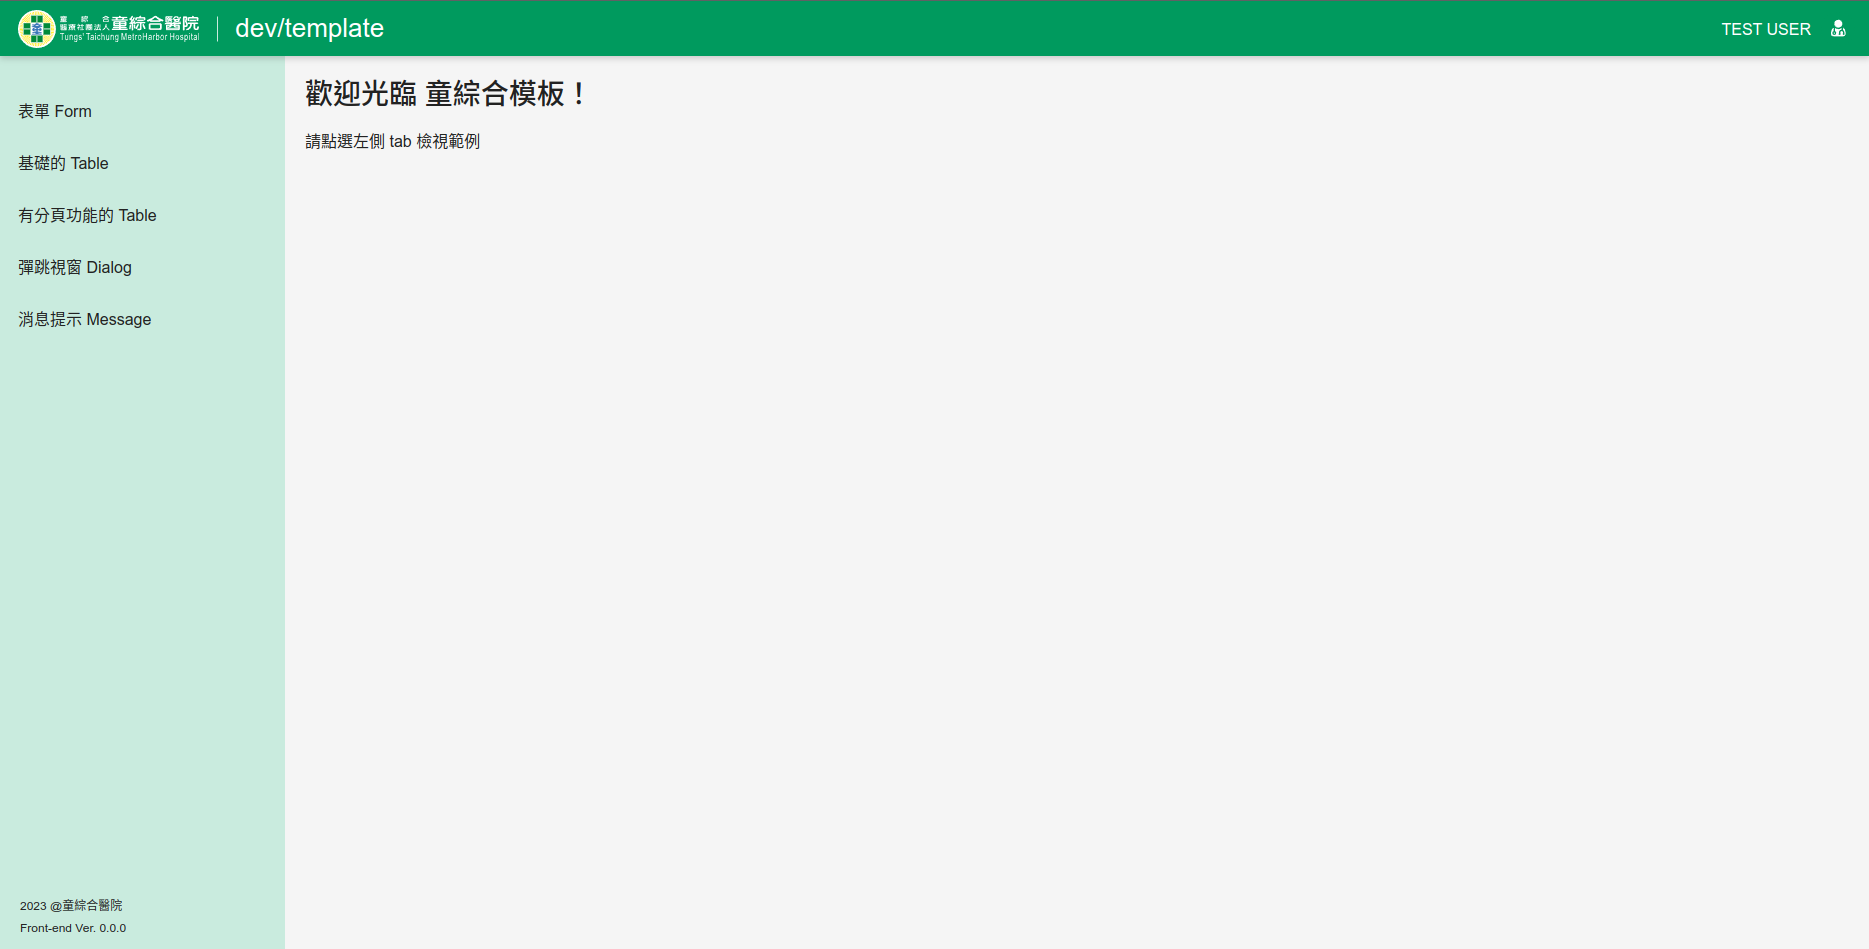 童綜合
醫療社團法人童綜合醫院
Tungs' Taichung MetroHarbor Hospital
dev/template
TEST USER
表單 Form
基礎的 Table
有分頁功能的 Table
彈跳視窗 Dialog
消息提示 Message
歡迎光臨 童綜合模板！
請點選左側 tab 檢視範例
2023 @童綜合醫院
Front-end Ver. 0.0.0